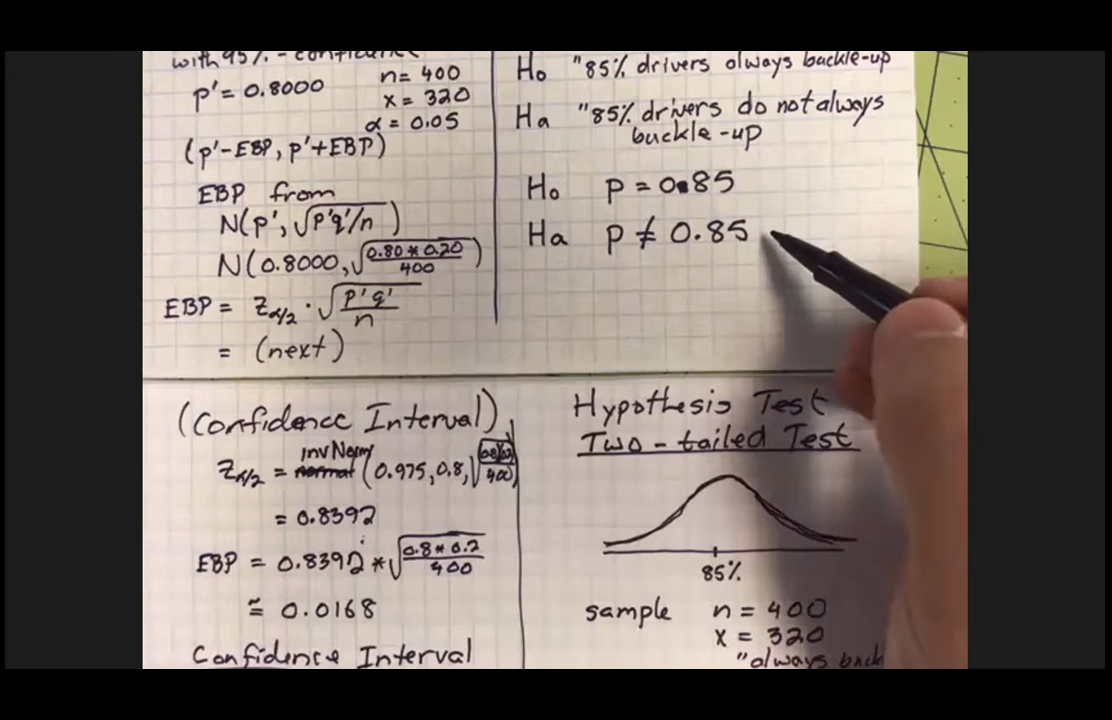 with 95% - confidence
p' = 0.8000
n = 400
x = 320
α = 0.05
(p'-EBP, p'+EBP)
EBP from
N(p', √p'q'/n)
N(0.8000, √0.80 * 0.20/400)
EBP = Zα/2 · √p'q'/n
= (next)
Ho "85% drivers always buckle-up
Ha "85% drivers do not always
buckle-up
Ho p = 0.85
Ha p ≠ 0.85
(Confidence Interval)
invNorm
Zα/2 = normal (0.975, 0.8, √(0.8)(0.2)/400)
= 0.8392
EBP = 0.8392 * √0.8 * 0.2/400
≅ 0.0168
Confidence Interval
Hypothesis Test
Two-tailed Test
85%
sample n = 400
x = 320
"always back